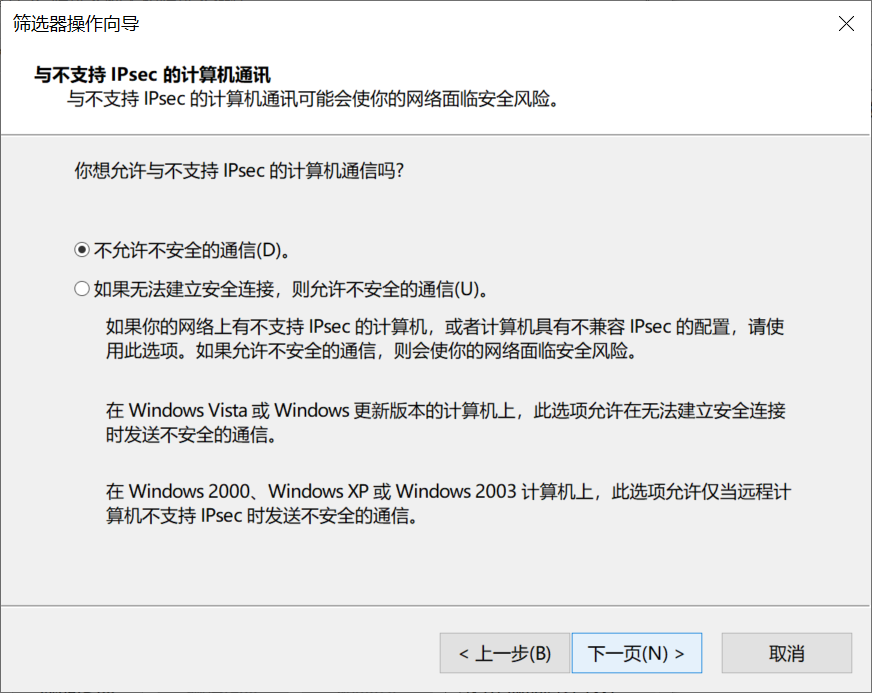 筛选器操作向导
与不支持 IPsec 的计算机通讯
与不支持 IPsec 的计算机通讯可能会使你的网络面临安全风险。
你想允许与不支持 IPsec 的计算机通信吗?
不允许不安全的通信(D)。
如果无法建立安全连接，则允许不安全的通信(U)。
如果你的网络上有不支持 IPsec 的计算机，或者计算机具有不兼容 IPsec 的配置，请使
用此选项。如果允许不安全的通信，则会使你的网络面临安全风险。
在 Windows Vista 或 Windows 更新版本的计算机上，此选项允许在无法建立安全连接
时发送不安全的通信。
在 Windows 2000、Windows XP 或 Windows 2003 计算机上，此选项允许仅当远程计
算机不支持 IPsec 时发送不安全的通信。
< 上一步(B) 下一页(N) > 取消